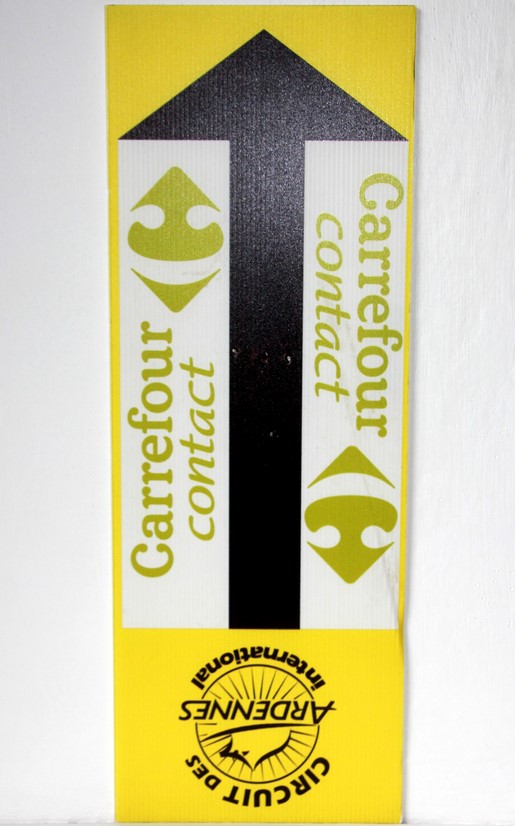 Carrefour
contact
Carrefour
contact
CIRCUIT DES
ARDENNES
international